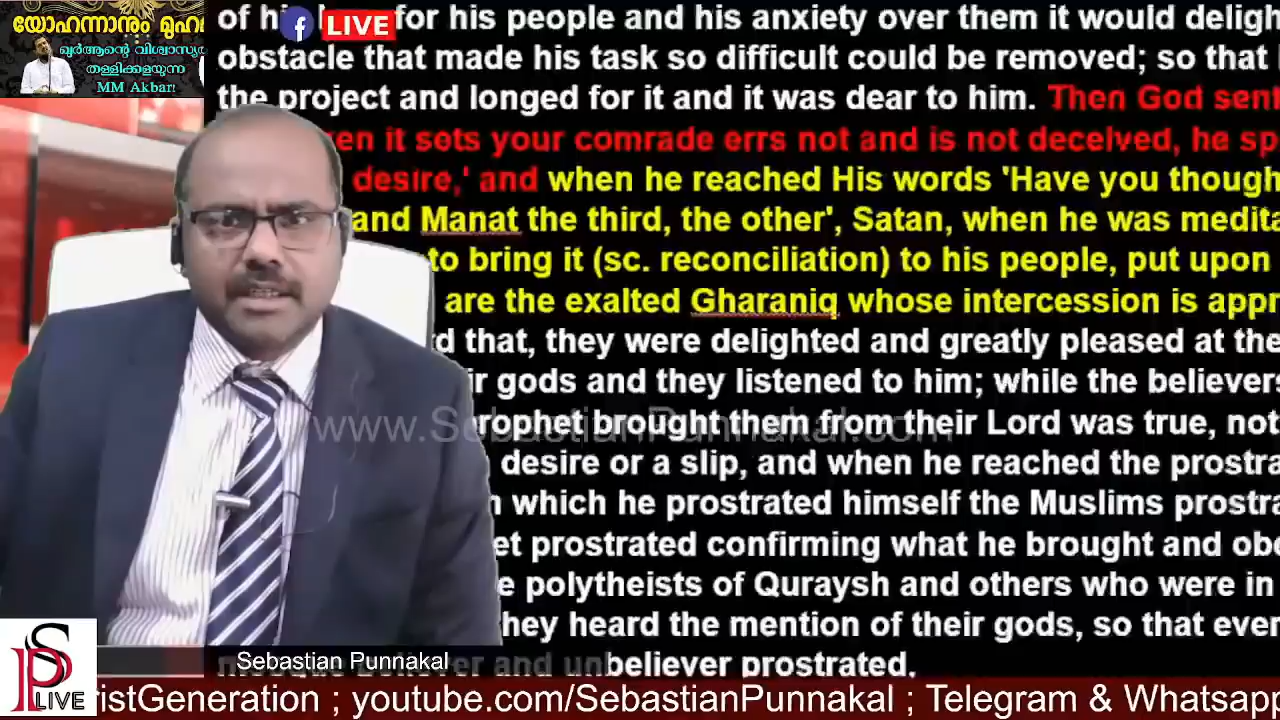 യോഹന്നാനും മുഹമ
ഖുർആന്റെ വിശ്വാസ്യത
തള്ളിക്കളയുന്ന
MM Akbar!
f LIVE
of hi for his people and his anxiety over them it would deligh
obstacle that made his task so difficult could be removed; so that
the project and longed for it and it was dear to him. Then God sent
en it sets your comrade errs not and is not decelved, he sp
desire,' and when he reached His words 'Have you though
and Manat the third, the other', Satan, when he was medita
to bring it (sc. reconciliation) to his people, put upon
are the exalted Gharaniq whose intercession is appr
d that, they were delighted and greatly pleased at the
ir gods and they listened to him; while the believers
rophet brought them from their Lord was true, not
www.SebastianPunnakal.com
desire or a slip, and when he reached the prostra
n which he prostrated himself the Muslims prostra
et prostrated confirming what he brought and obe
e polytheists of Quraysh and others who were in
hey heard the mention of their gods, so that ever
mosque believer and unbeliever prostrated.
Sebastian Punnakal
SP LIVE
ristGeneration ; youtube.com/SebastianPunnakal ; Telegram & Whatsapp